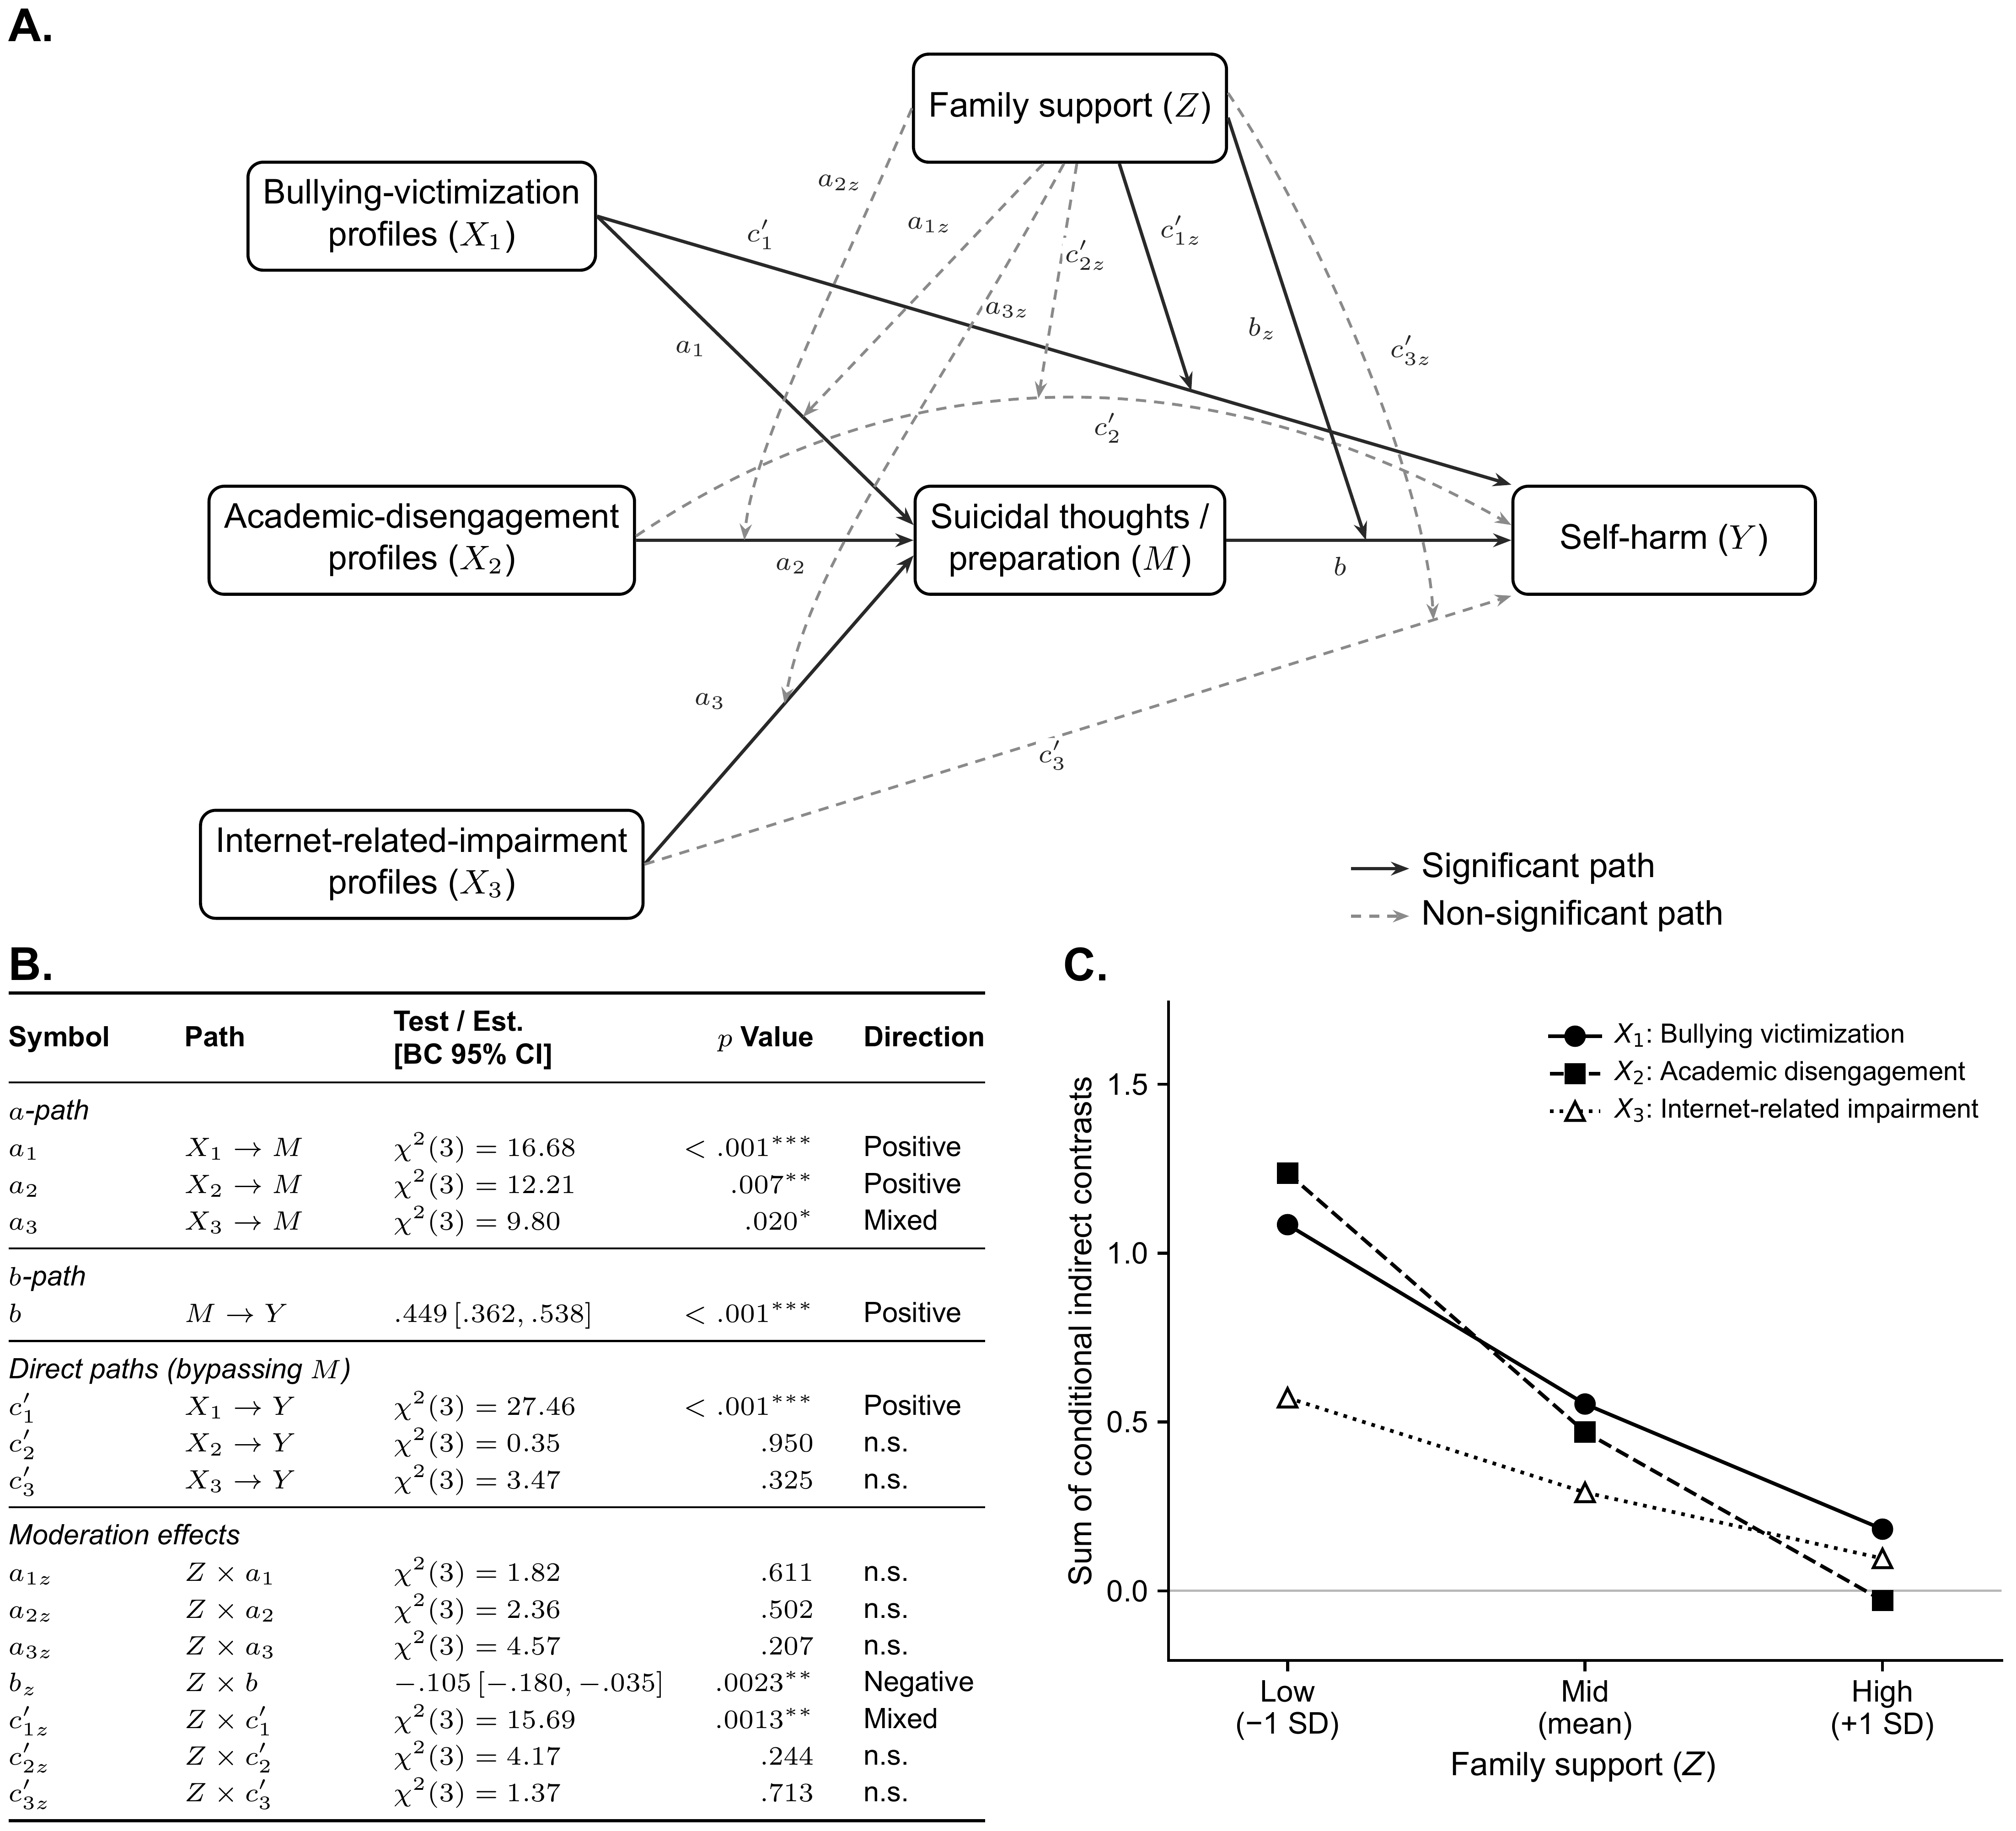 A.
Family support (Z)
Bullying-victimization
profiles (X₁)
a₂z
a₁z
c′₁
c′₁z
c′₂z
a₃z
bz
c′₃z
a₁
c′₂
Academic-disengagement
profiles (X₂)
Suicidal thoughts /
preparation (M)
Self-harm (Y)
a₂
b
a₃
c′₃
Internet-related-impairment
profiles (X₃)
Significant path
Non-significant path
B.
Symbol Path Test / Est. [BC 95% CI] p Value Direction
a-path
a₁ X₁ → M χ²(3) = 16.68 < .001*** Positive
a₂ X₂ → M χ²(3) = 12.21 .007** Positive
a₃ X₃ → M χ²(3) = 9.80 .020* Mixed
b-path
b M → Y .449 [.362, .538] < .001*** Positive
Direct paths (bypassing M)
c′₁ X₁ → Y χ²(3) = 27.46 < .001*** Positive
c′₂ X₂ → Y χ²(3) = 0.35 .950 n.s.
c′₃ X₃ → Y χ²(3) = 3.47 .325 n.s.
Moderation effects
a₁z Z × a₁ χ²(3) = 1.82 .611 n.s.
a₂z Z × a₂ χ²(3) = 2.36 .502 n.s.
a₃z Z × a₃ χ²(3) = 4.57 .207 n.s.
bz Z × b −.105 [−.180, −.035] .0023** Negative
c′₁z Z × c′₁ χ²(3) = 15.69 .0013** Mixed
c′₂z Z × c′₂ χ²(3) = 4.17 .244 n.s.
c′₃z Z × c′₃ χ²(3) = 1.37 .713 n.s.
C.
X₁: Bullying victimization
X₂: Academic disengagement
X₃: Internet-related impairment
Sum of conditional indirect contrasts
1.5
1.0
0.5
0.0
Low
(−1 SD)
Mid
(mean)
High
(+1 SD)
Family support (Z)